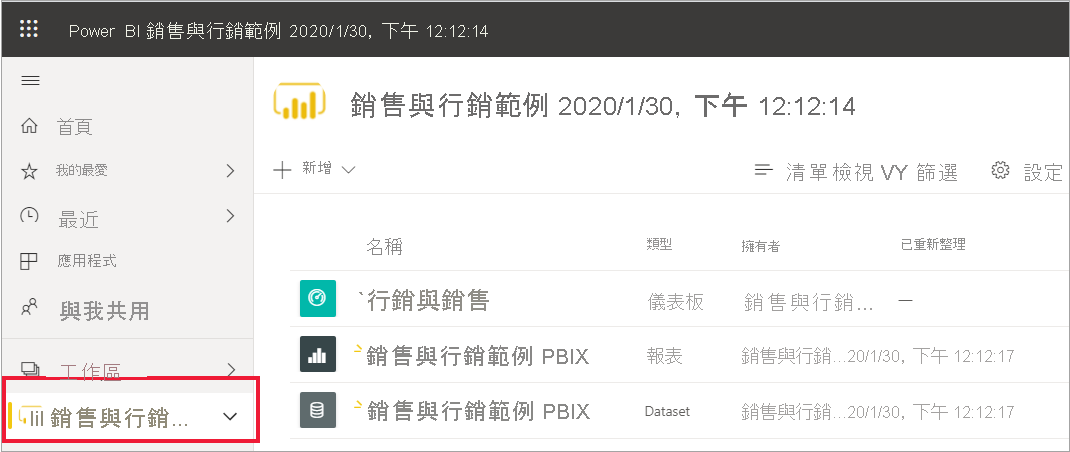 Power BI 銷售與行銷範例 2020/1/30, 下午 12:12:14
首頁
我的最愛
最近
應用程式
與我共用
工作區
銷售與行銷...
銷售與行銷範例 2020/1/30, 下午 12:12:14
新增
清單檢視 VY 篩選 設定
名稱 類型 擁有者 已重新整理
`行銷與銷售 儀表板 銷售與行銷... —
銷售與行銷範例 PBIX 報表 銷售與行銷...20/1/30, 下午 12:12:17
銷售與行銷範例 PBIX Dataset 銷售與行銷...20/1/30, 下午 12:12:17